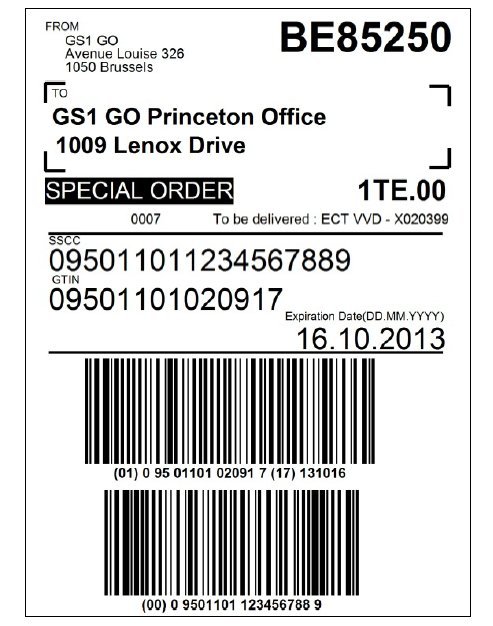 FROM
GS1 GO
Avenue Louise 326
1050 Brussels
BE85250
TO
GS1 GO Princeton Office
1009 Lenox Drive
SPECIAL ORDER
1TE.00
0007 To be delivered : ECT VVD - X020399
SSCC
095011011234567889
GTIN
09501101020917
Expiration Date(DD.MM.YYYY)
16.10.2013
(01) 0 95 01101 02091 7 (17) 131016
(00) 0 9501101 123456788 9